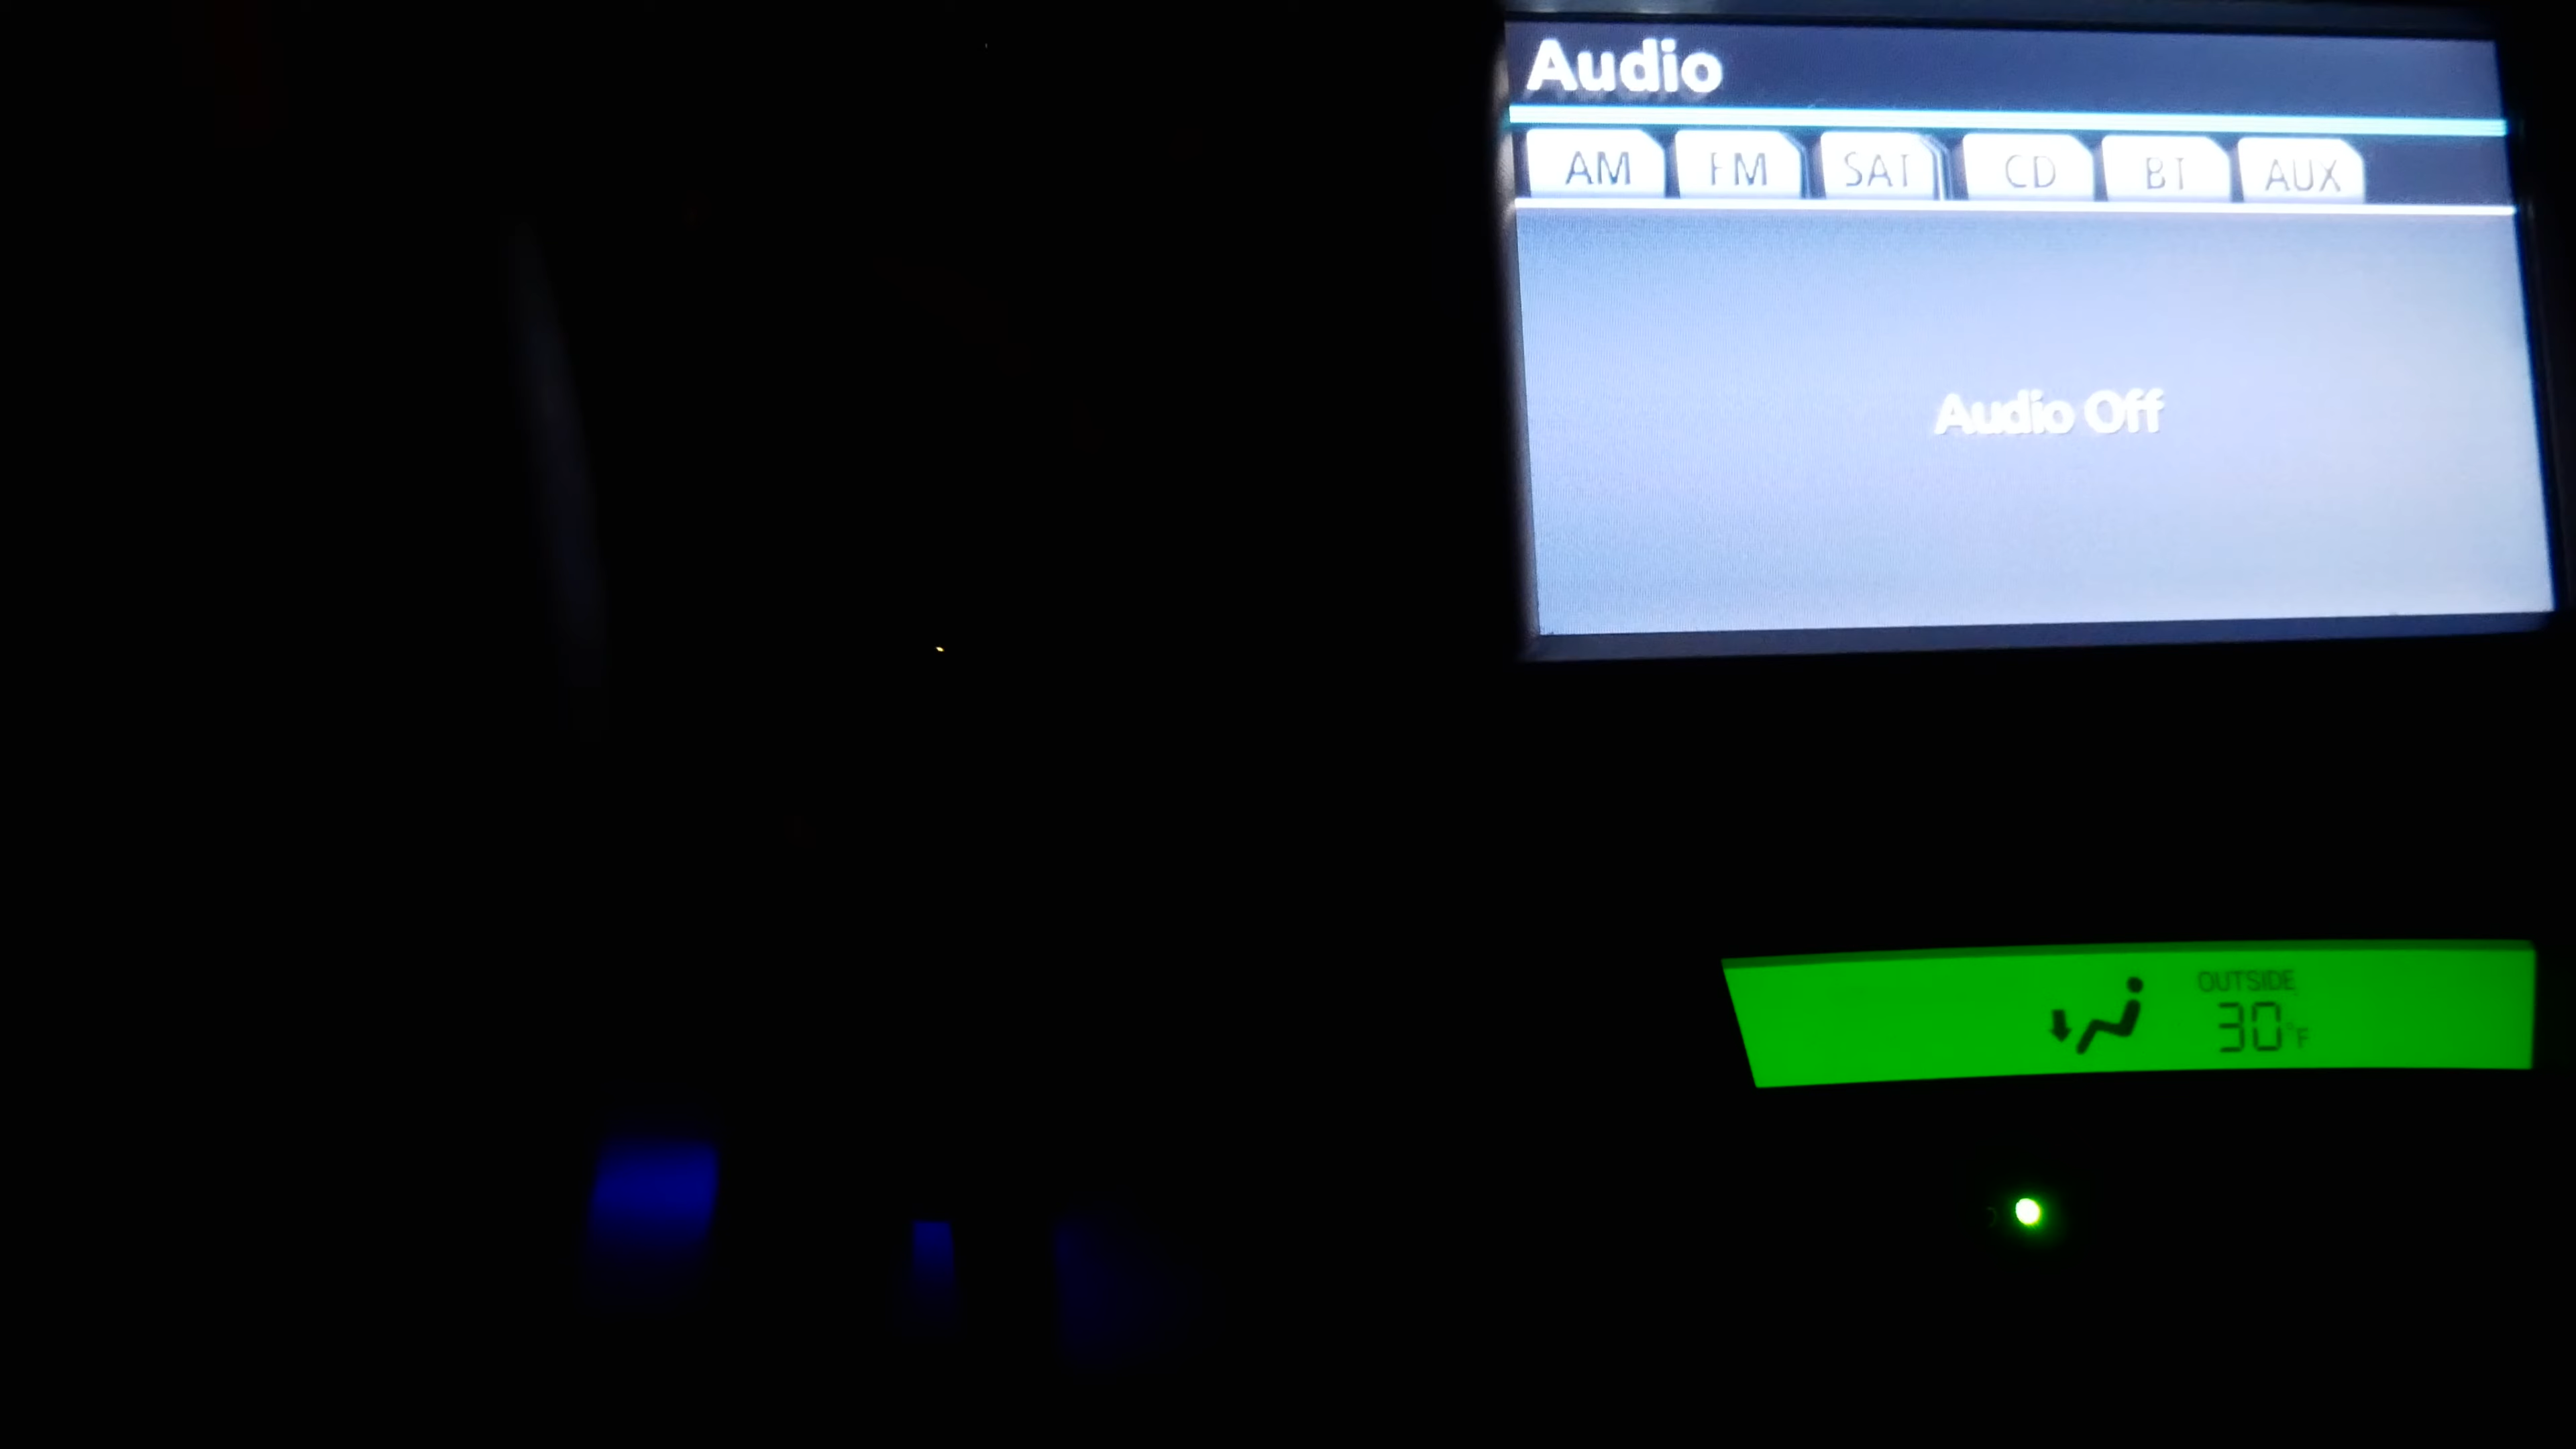 Audio
AM FM SAT CD BT AUX
Audio Off
OUTSIDE
30°F